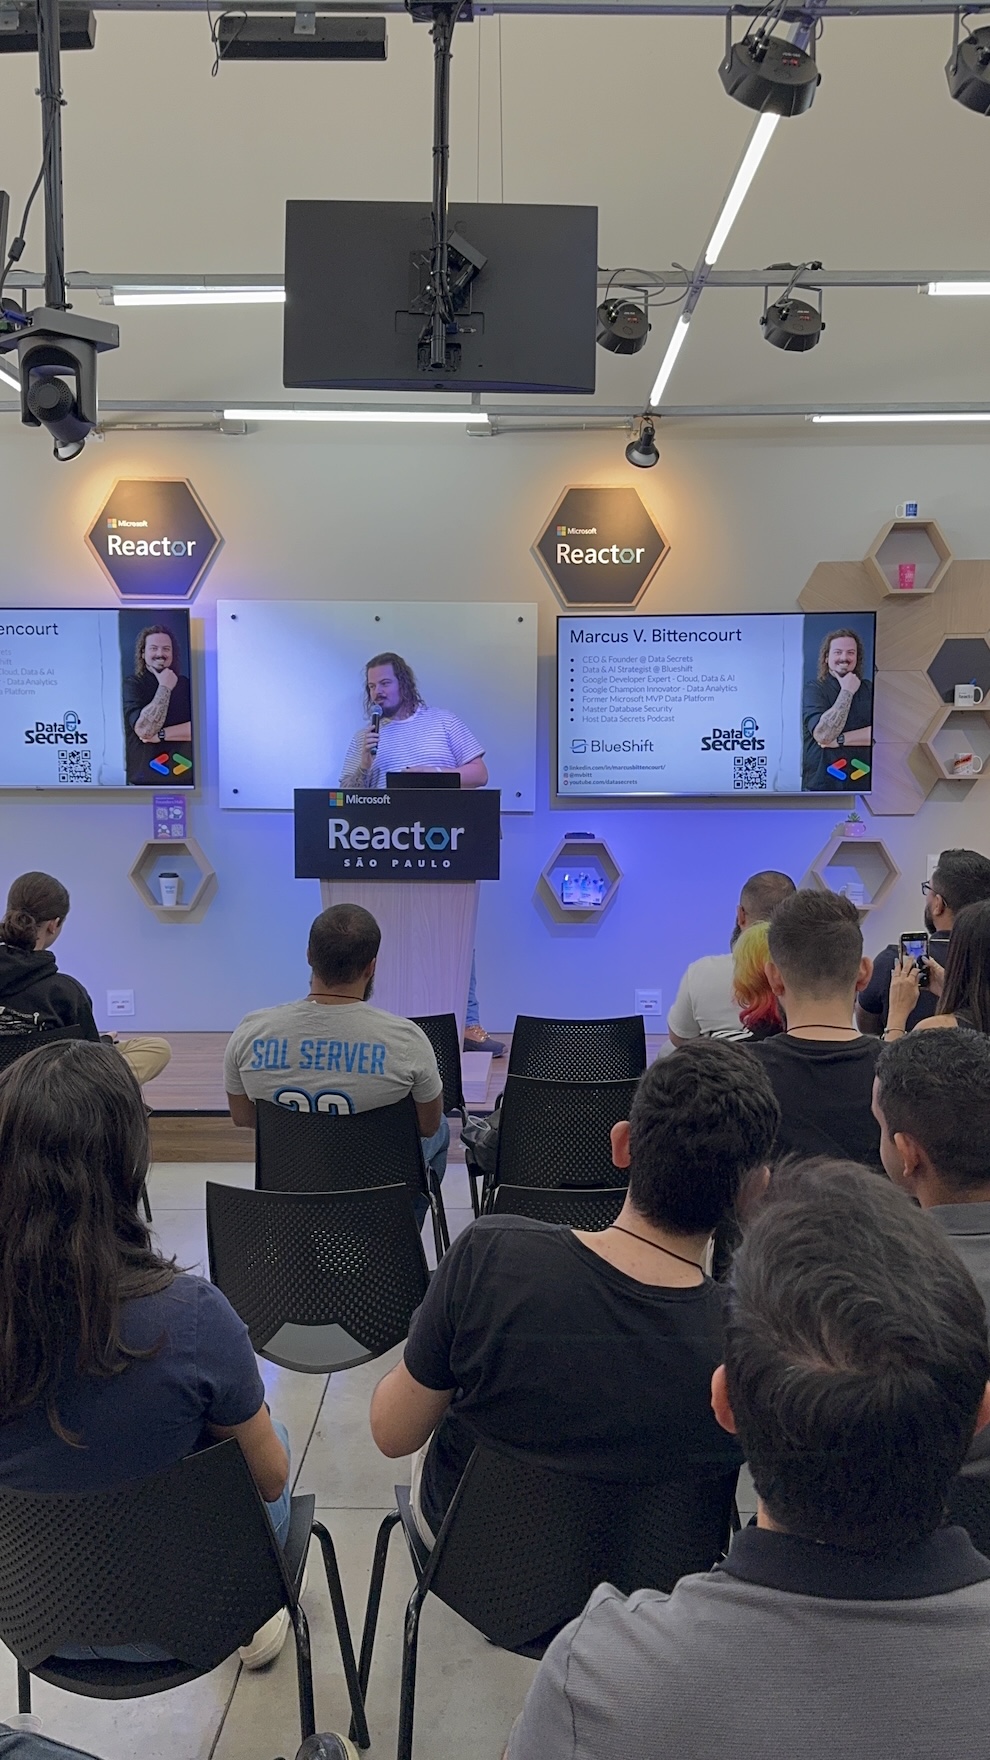 Microsoft
Reactor
Microsoft
Reactor
encourt
Cloud, Data & AI
- Data Analytics
Platform
Data
Secrets
Marcus V. Bittencourt
CEO & Founder @ Data Secrets
Data & AI Strategist @ Blueshift
Google Developer Expert - Cloud, Data & AI
Google Champion Innovator - Data Analytics
Former Microsoft MVP Data Platform
Master Database Security
Host Data Secrets Podcast
BlueShift
Data
Secrets
linkedin.com/in/marcusbittencourt/
@mvbitt
youtube.com/datasecrets
Microsoft
Reactor
SÃO PAULO
SQL SERVER